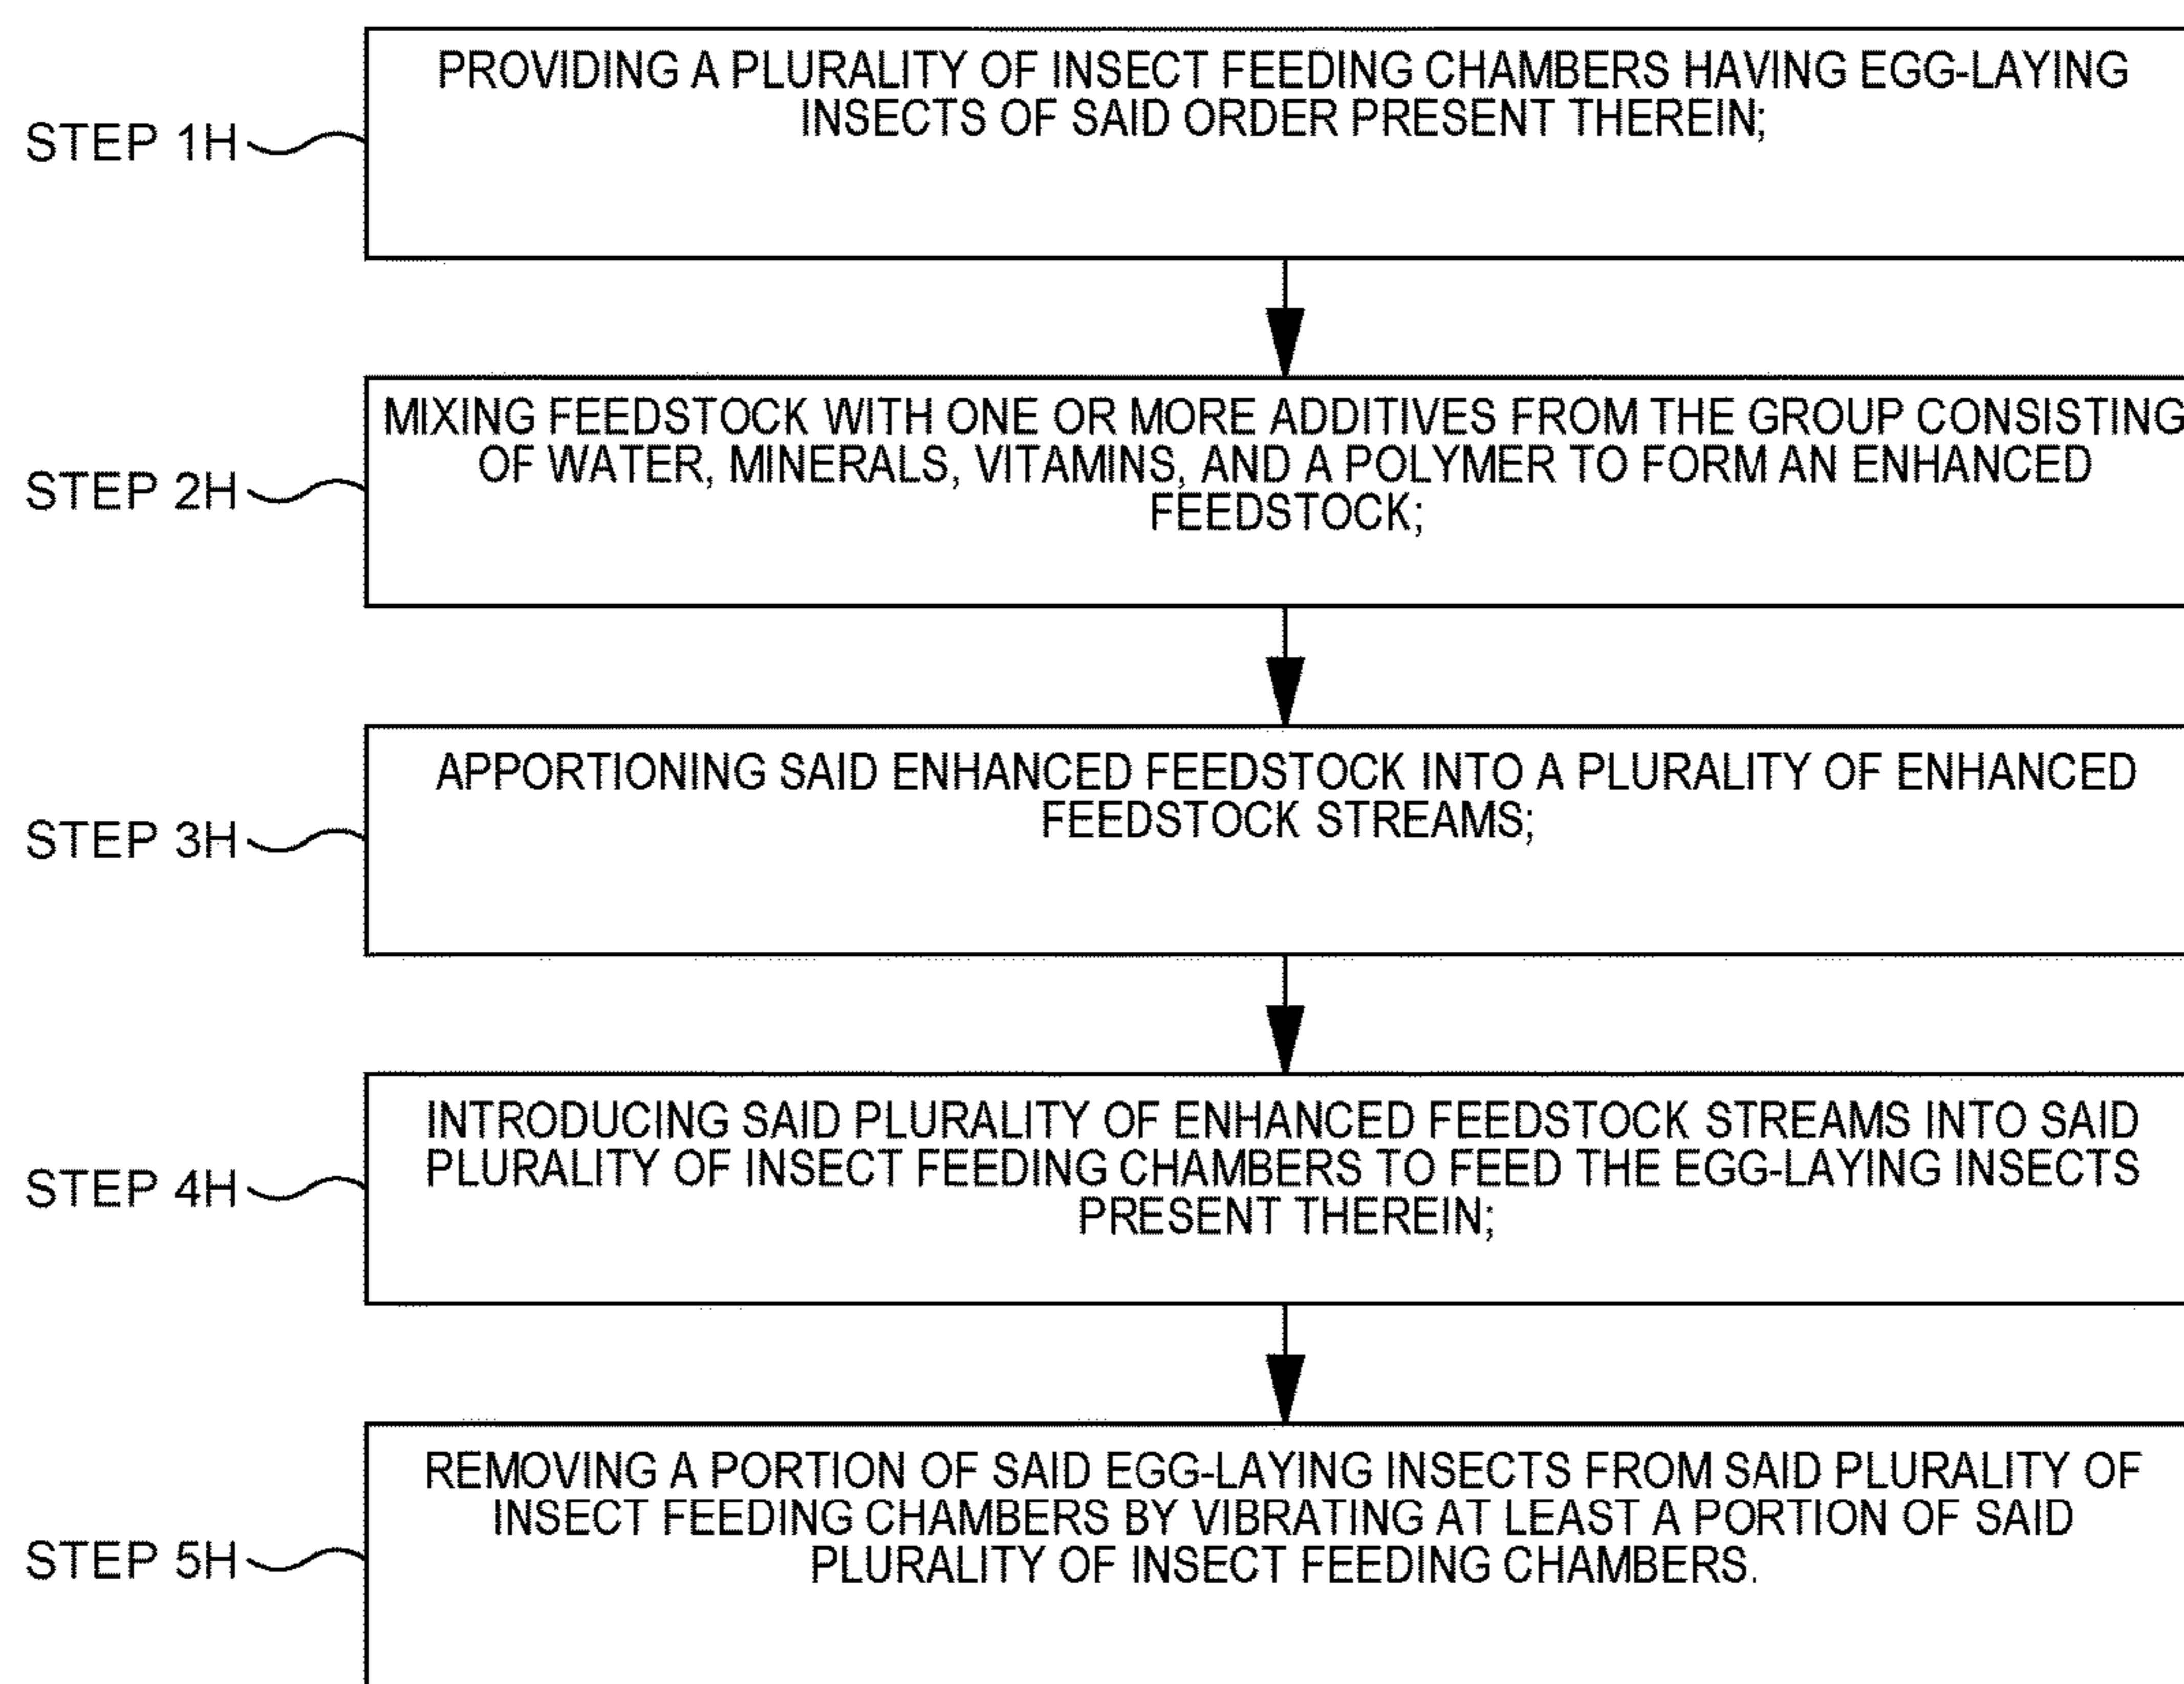 PROVIDING A PLURALITY OF INSECT FEEDING CHAMBERS HAVING EGG-LAYING
INSECTS OF SAID ORDER PRESENT THEREIN;
STEP 1H
MIXING FEEDSTOCK WITH ONE OR MORE ADDITIVES FROM THE GROUP CONSISTING
OF WATER, MINERALS, VITAMINS, AND A POLYMER TO FORM AN ENHANCED
FEEDSTOCK;
STEP 2H
APPORTIONING SAID ENHANCED FEEDSTOCK INTO A PLURALITY OF ENHANCED
FEEDSTOCK STREAMS;
STEP 3H
INTRODUCING SAID PLURALITY OF ENHANCED FEEDSTOCK STREAMS INTO SAID
PLURALITY OF INSECT FEEDING CHAMBERS TO FEED THE EGG-LAYING INSECTS
PRESENT THEREIN;
STEP 4H
REMOVING A PORTION OF SAID EGG-LAYING INSECTS FROM SAID PLURALITY OF
INSECT FEEDING CHAMBERS BY VIBRATING AT LEAST A PORTION OF SAID
PLURALITY OF INSECT FEEDING CHAMBERS.
STEP 5H